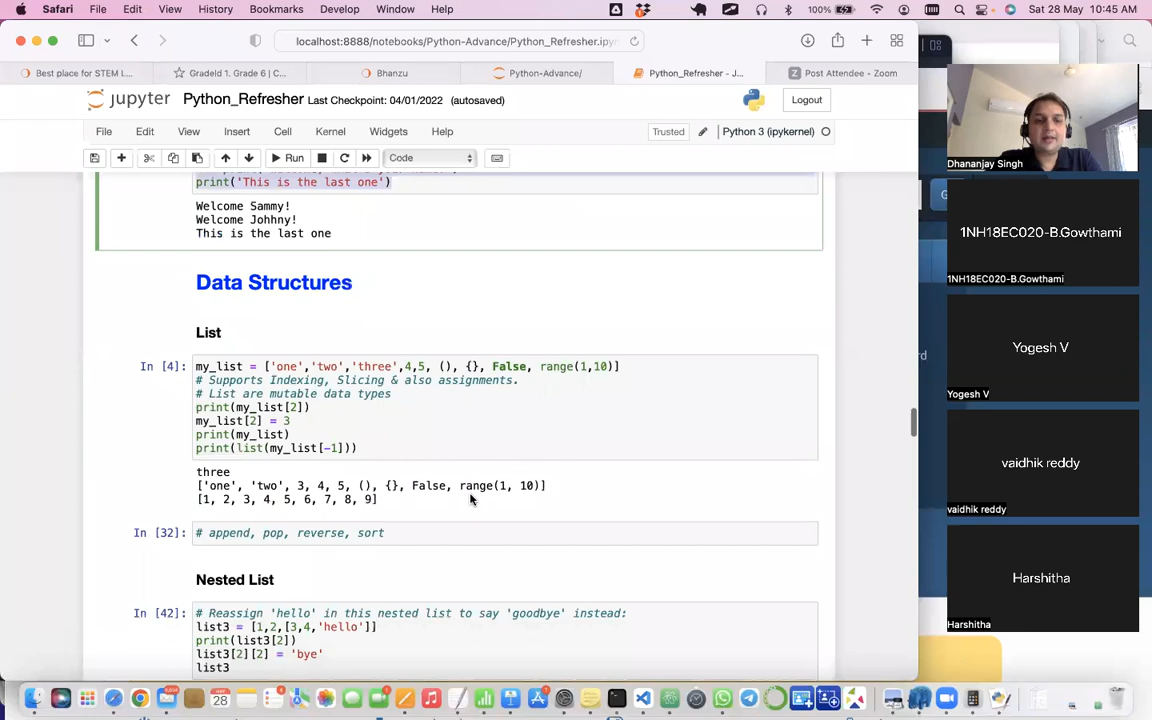 Safari File Edit View History Bookmarks Develop Window Help 100% Sat 28 May 10:45 AM
localhost:8888/notebooks/Python-Advance/Python_Refresher.ipy
Best place for STEM L... GradeId 1. Grade 6 | C... Bhanzu Python-Advance/ Python_Refresher - J... Post Attendee - Zoom
jupyter Python_Refresher Last Checkpoint: 04/01/2022 (autosaved) Logout
File Edit View Insert Cell Kernel Widgets Help Trusted Python 3 (ipykernel)
Run Code
print('This is the last one')
Welcome Sammy!
Welcome Johhny!
This is the last one
Data Structures
List
In [4]: my_list = ['one','two','three',4,5, (), {}, False, range(1,10)]
# Supports Indexing, Slicing & also assignments.
# List are mutable data types
print(my_list[2])
my_list[2] = 3
print(my_list)
print(list(my_list[-1]))
three
['one', 'two', 3, 4, 5, (), {}, False, range(1, 10)]
[1, 2, 3, 4, 5, 6, 7, 8, 9]
In [32]: # append, pop, reverse, sort
Nested List
In [42]: # Reassign 'hello' in this nested list to say 'goodbye' instead:
list3 = [1,2,[3,4,'hello']]
print(list3[2])
list3[2][2] = 'bye'
list3
Dhananjay Singh
1NH18EC020-B.Gowthami
1NH18EC020-B.Gowthami
Yogesh V
Yogesh V
vaidhik reddy
vaidhik reddy
Harshitha
Harshitha